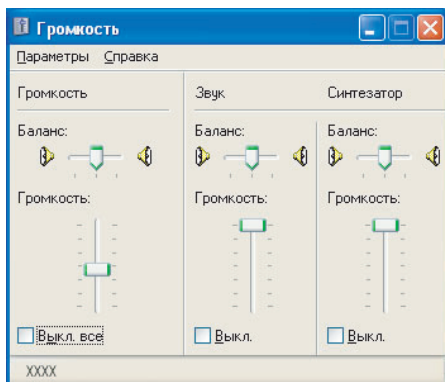 Громкость
Параметры Справка
Громкость Звук Синтезатор
Баланс: Баланс: Баланс:
Громкость: Громкость: Громкость:
Выкл. все Выкл. Выкл.
XXXX